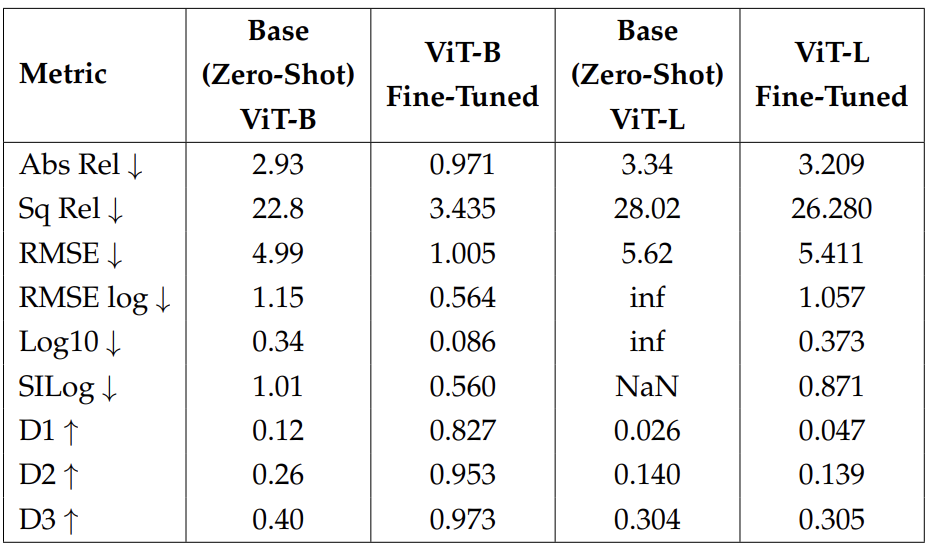 Metric Base (Zero-Shot) ViT-B ViT-B Fine-Tuned Base (Zero-Shot) ViT-L ViT-L Fine-Tuned
Abs Rel ↓ 2.93 0.971 3.34 3.209
Sq Rel ↓ 22.8 3.435 28.02 26.280
RMSE ↓ 4.99 1.005 5.62 5.411
RMSE log ↓ 1.15 0.564 inf 1.057
Log10 ↓ 0.34 0.086 inf 0.373
SILog ↓ 1.01 0.560 NaN 0.871
D1 ↑ 0.12 0.827 0.026 0.047
D2 ↑ 0.26 0.953 0.140 0.139
D3 ↑ 0.40 0.973 0.304 0.305